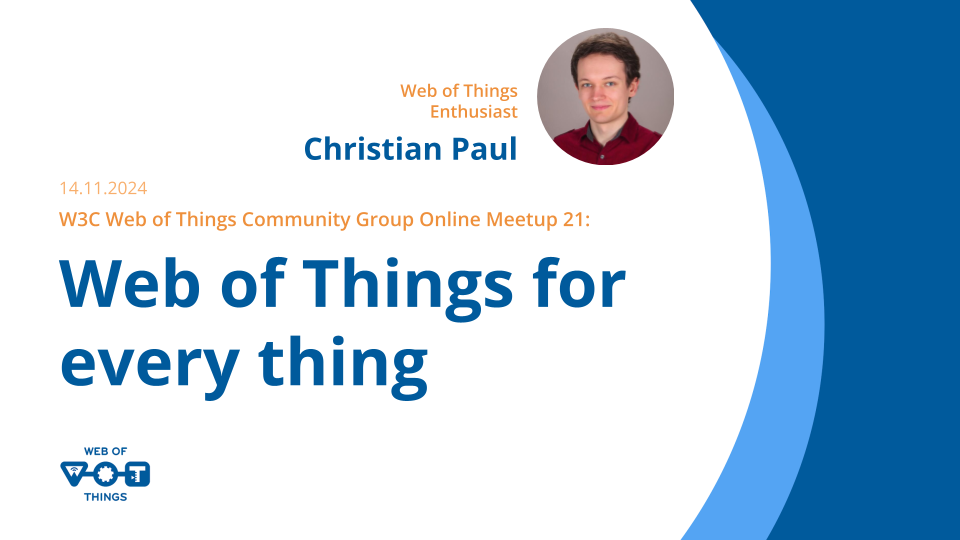 Web of Things
Enthusiast
Christian Paul
14.11.2024
W3C Web of Things Community Group Online Meetup 21:
Web of Things for
every thing
WEB OF
W O T
THINGS